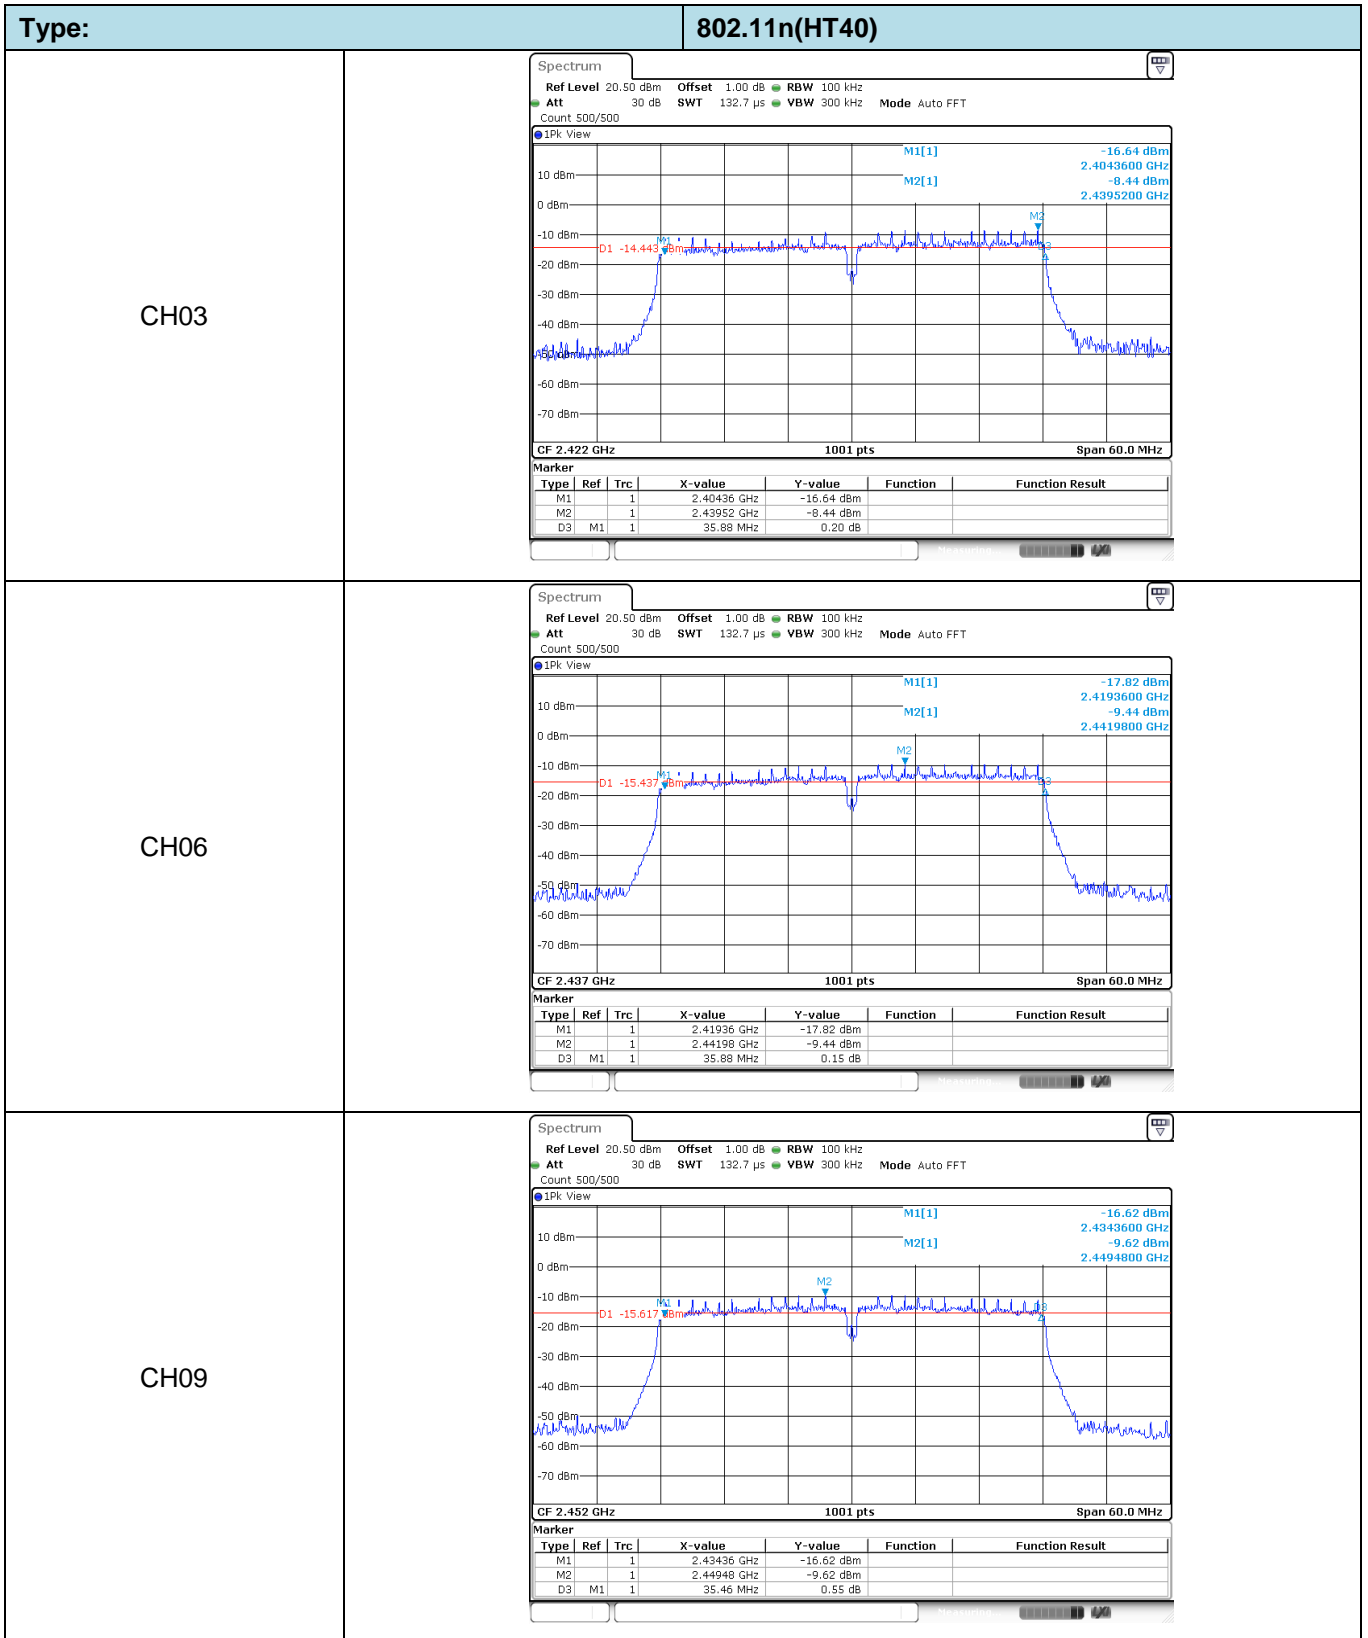 Type: 802.11n(HT40)
CH03
Spectrum
Ref Level 20.50 dBm Offset 1.00 dB RBW 100 kHz
Att 30 dB SWT 132.7 µs VBW 300 kHz Mode Auto FFT
Count 500/500
1Pk View
M1[1] -16.64 dBm
2.4043600 GHz
10 dBm
M2[1] -8.44 dBm
2.4395200 GHz
0 dBm
M2
-10 dBm
M1
D1 -14.443 dBm
D3
-20 dBm
-30 dBm
-40 dBm
-50 dBm
-60 dBm
-70 dBm
CF 2.422 GHz 1001 pts Span 60.0 MHz
Marker
Type Ref Trc X-value Y-value Function Function Result
M1 1 2.40436 GHz -16.64 dBm
M2 1 2.43952 GHz -8.44 dBm
D3 M1 1 35.88 MHz 0.20 dB
Measuring
LXI
CH06
Spectrum
Ref Level 20.50 dBm Offset 1.00 dB RBW 100 kHz
Att 30 dB SWT 132.7 µs VBW 300 kHz Mode Auto FFT
Count 500/500
1Pk View
M1[1] -17.82 dBm
2.4193600 GHz
10 dBm
M2[1] -9.44 dBm
2.4419800 GHz
0 dBm
M2
-10 dBm
M1
D1 -15.437 dBm
D3
-20 dBm
-30 dBm
-40 dBm
-50 dBm
-60 dBm
-70 dBm
CF 2.437 GHz 1001 pts Span 60.0 MHz
Marker
Type Ref Trc X-value Y-value Function Function Result
M1 1 2.41936 GHz -17.82 dBm
M2 1 2.44198 GHz -9.44 dBm
D3 M1 1 35.88 MHz 0.15 dB
Measuring
LXI
CH09
Spectrum
Ref Level 20.50 dBm Offset 1.00 dB RBW 100 kHz
Att 30 dB SWT 132.7 µs VBW 300 kHz Mode Auto FFT
Count 500/500
1Pk View
M1[1] -16.62 dBm
2.4343600 GHz
10 dBm
M2[1] -9.62 dBm
2.4494800 GHz
0 dBm
M2
-10 dBm
M1
D3
D1 -15.617 dBm
-20 dBm
-30 dBm
-40 dBm
-50 dBm
-60 dBm
-70 dBm
CF 2.452 GHz 1001 pts Span 60.0 MHz
Marker
Type Ref Trc X-value Y-value Function Function Result
M1 1 2.43436 GHz -16.62 dBm
M2 1 2.44948 GHz -9.62 dBm
D3 M1 1 35.46 MHz 0.55 dB
Measuring
LXI